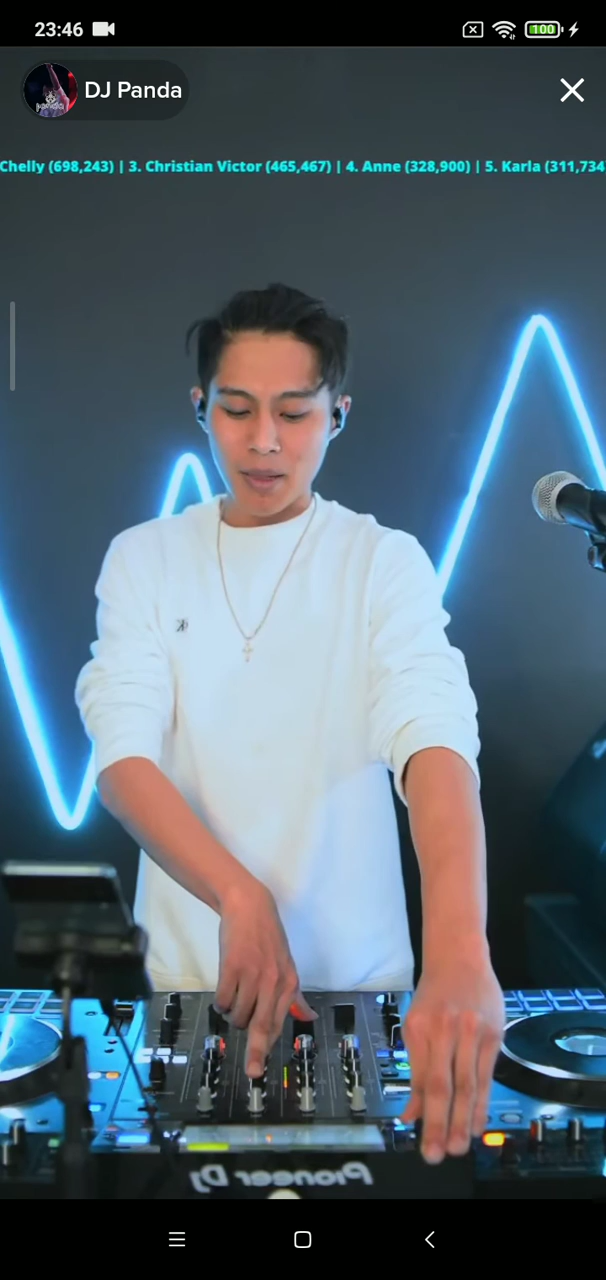 23:46
100
DJ Panda
panda
Chelly (698,243) | 3. Christian Victor (465,467) | 4. Anne (328,900) | 5. Karla (311,734
Pioneer Dj